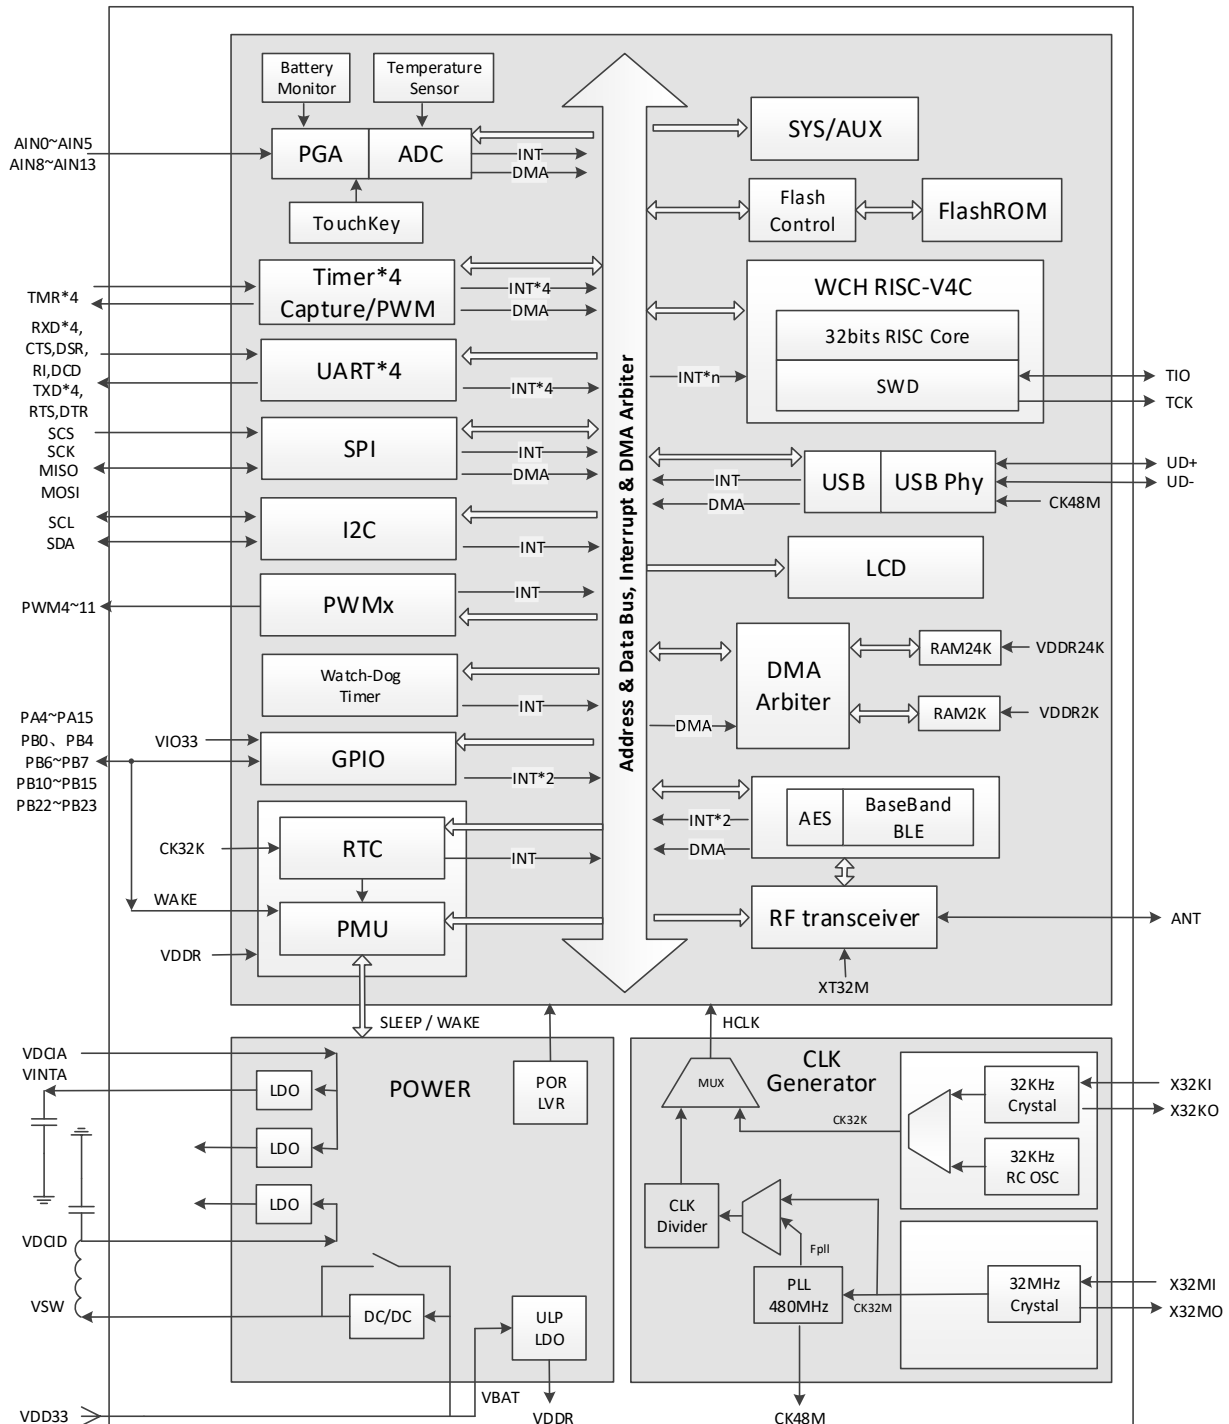 Battery
Monitor
Temperature
Sensor
AIN0~AIN5
AIN8~AIN13
PGA
ADC
INT
DMA
TouchKey
TMR*4
Timer*4
Capture/PWM
INT*4
DMA
RXD*4,
CTS,DSR,
RI,DCD
TXD*4,
RTS,DTR
UART*4
INT*4
SCS
SCK
MISO
MOSI
SPI
INT
DMA
SCL
SDA
I2C
INT
PWM4~11
PWMx
INT
Watch-Dog
Timer
INT
PA4~PA15
PB0、PB4
PB6~PB7
PB10~PB15
PB22~PB23
VIO33
GPIO
INT*2
CK32K
RTC
INT
WAKE
PMU
VDDR
Address & Data Bus, Interrupt & DMA Arbiter
SYS/AUX
Flash
Control
FlashROM
WCH RISC-V4C
32bits RISC Core
SWD
INT*n
TIO
TCK
USB
USB Phy
INT
DMA
UD+
UD-
CK48M
LCD
DMA
Arbiter
DMA
RAM24K
VDDR24K
RAM2K
VDDR2K
INT*2
DMA
AES
BaseBand
BLE
RF transceiver
ANT
XT32M
SLEEP / WAKE
HCLK
VDCIA
VINTA
LDO
LDO
LDO
POWER
POR
LVR
VDCID
VSW
DC/DC
ULP
LDO
VBAT
VDD33
VDDR
CLK
Generator
MUX
CK32K
32KHz
Crystal
32KHz
RC OSC
X32KI
X32KO
CLK
Divider
Fpll
PLL
480MHz
CK32M
32MHz
Crystal
X32MI
X32MO
CK48M